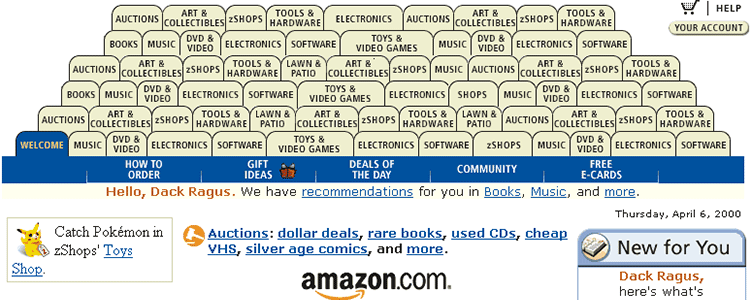 AUCTIONS ART & COLLECTIBLES zSHOPS TOOLS & HARDWARE ELECTRONICS AUCTIONS ART & COLLECTIBLES zSHOPS TOOLS & HARDWARE | HELP
BOOKS MUSIC DVD & VIDEO ELECTRONICS SOFTWARE TOYS & VIDEO GAMES MUSIC DVD & VIDEO ELECTRONICS SOFTWARE YOUR ACCOUNT
AUCTIONS ART & COLLECTIBLES zSHOPS TOOLS & HARDWARE LAWN & PATIO ART & COLLECTIBLES zSHOPS MUSIC AUCTIONS ART & COLLECTIBLES zSHOPS TOOLS & HARDWARE
BOOKS MUSIC DVD & VIDEO ELECTRONICS TOYS & VIDEO GAMES ELECTRONICS SHOPS MUSIC DVD & VIDEO ELECTRONICS
AUCTIONS ART & COLLECTIBLES zSHOPS TOOLS & HARDWARE LAWN & PATIO ART & COLLECTIBLES zSHOPS TOOLS & HARDWARE LAWN & PATIO AUCTIONS ART & COLLECTIBLES TOOLS & HARDWARE
WELCOME MUSIC DVD & VIDEO ELECTRONICS SOFTWARE TOYS & VIDEO GAMES ELECTRONICS SOFTWARE zSHOPS MUSIC DVD & VIDEO ELECTRONICS SOFTWARE
HOW TO ORDER GIFT IDEAS DEALS OF THE DAY COMMUNITY FREE E-CARDS
Hello, Dack Ragus. We have recommendations for you in Books, Music, and more.
Thursday, April 6, 2000
Catch Pokémon in
zShops' Toys
Shop.
Auctions: dollar deals, rare books, used CDs, cheap
VHS, silver age comics, and more.
amazon.com.
New for You
Dack Ragus,
here's what's